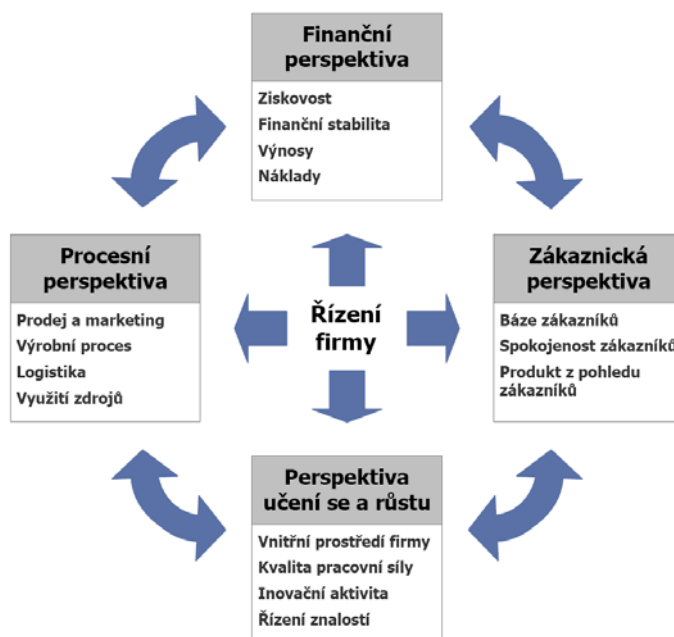 Finanční
perspektiva
Ziskovost
Finanční stabilita
Výnosy
Náklady
Procesní
perspektiva
Prodej a marketing
Výrobní proces
Logistika
Využití zdrojů
Řízení
firmy
Zákaznická
perspektiva
Báze zákazníků
Spokojenost zákazníků
Produkt z pohledu
zákazníků
Perspektiva
učení se a růstu
Vnitřní prostředí firmy
Kvalita pracovní síly
Inovační aktivita
Řízení znalostí